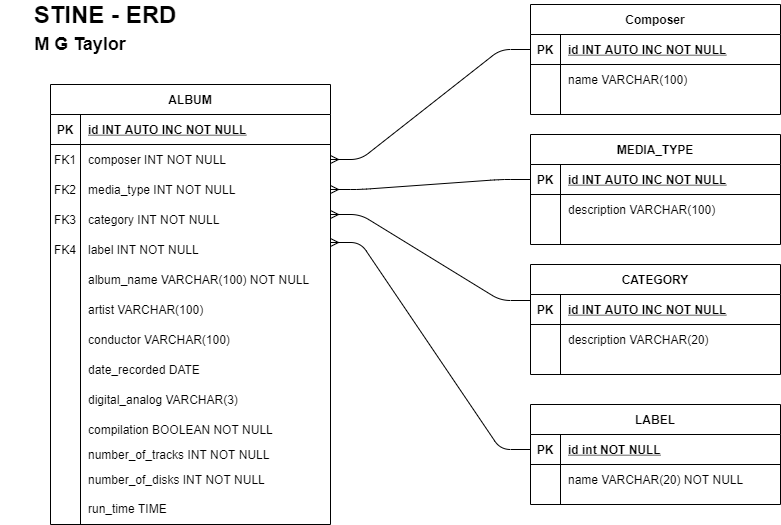 STINE - ERD
M G Taylor
ALBUM
PK id INT AUTO INC NOT NULL
FK1 composer INT NOT NULL
FK2 media_type INT NOT NULL
FK3 category INT NOT NULL
FK4 label INT NOT NULL
album_name VARCHAR(100) NOT NULL
artist VARCHAR(100)
conductor VARCHAR(100)
date_recorded DATE
digital_analog VARCHAR(3)
compilation BOOLEAN NOT NULL
number_of_tracks INT NOT NULL
number_of_disks INT NOT NULL
run_time TIME
Composer
PK id INT AUTO INC NOT NULL
name VARCHAR(100)
MEDIA_TYPE
PK id INT AUTO INC NOT NULL
description VARCHAR(100)
CATEGORY
PK id INT AUTO INC NOT NULL
description VARCHAR(20)
LABEL
PK id int NOT NULL
name VARCHAR(20) NOT NULL